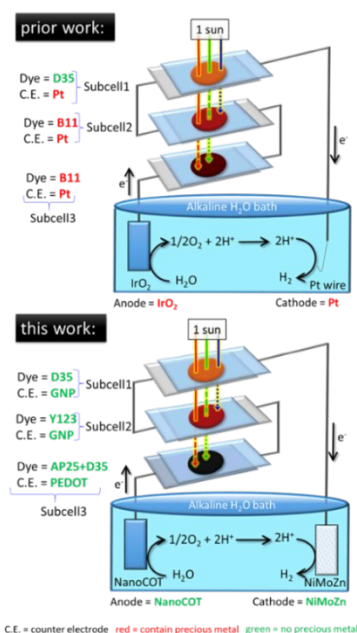 prior work:
1 sun
Dye = D35
C.E. = Pt
Subcell1
Dye = B11
C.E. = Pt
Subcell2
Dye = B11
C.E. = Pt
Subcell3
e-
e-
Alkaline H2O bath
1/2O2 + 2H+
2H+
H2O
H2
IrO2
Pt wire
Anode = IrO2
Cathode = Pt
this work:
1 sun
Dye = D35
C.E. = GNP
Subcell1
Dye = Y123
C.E. = GNP
Subcell2
Dye = AP25+D35
C.E. = PEDOT
Subcell3
e-
e-
Alkaline H2O bath
1/2O2 + 2H+
2H+
H2O
H2
NanoCOT
NiMoZn
Anode = NanoCOT
Cathode = NiMoZn
C.E. = counter electrode red = contain precious metal green = no precious metal